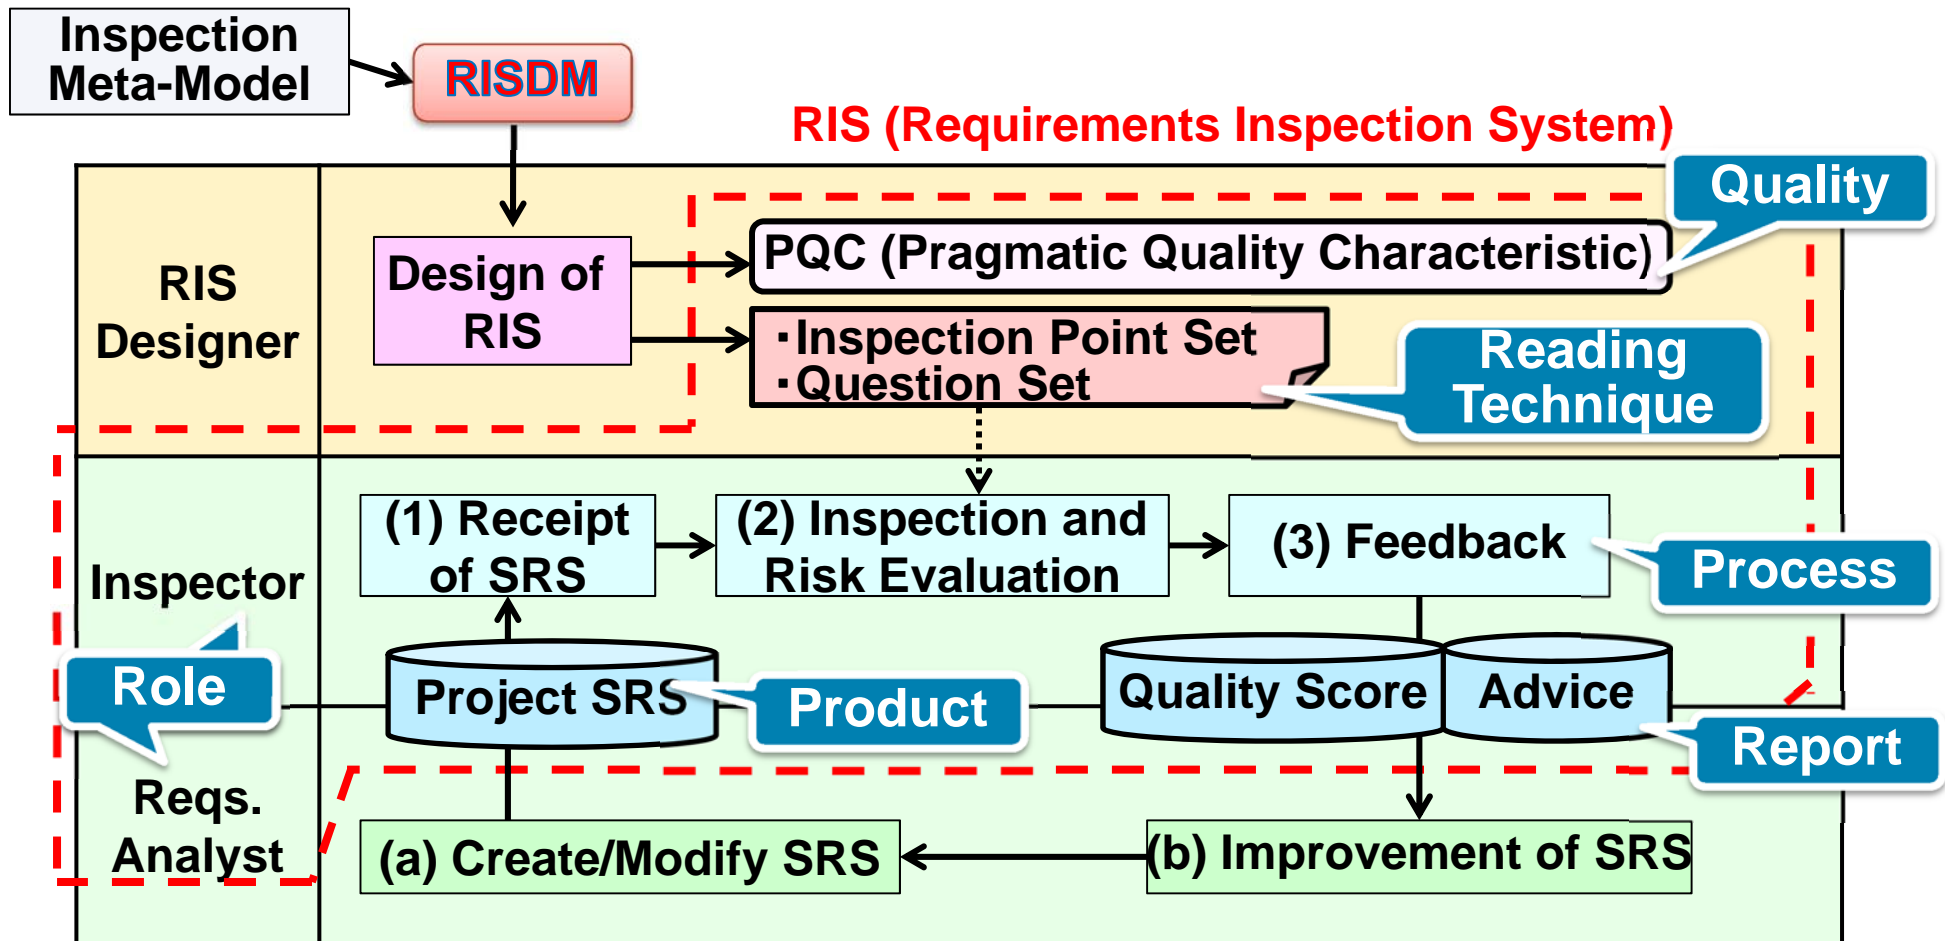 Inspection
Meta-Model
RISDM
RIS (Requirements Inspection System)
Quality
RIS
Designer
Design of
RIS
PQC (Pragmatic Quality Characteristic)
・Inspection Point Set
・Question Set
Reading
Technique
Inspector
(1) Receipt
of SRS
(2) Inspection and
Risk Evaluation
(3) Feedback
Process
Role
Project SRS
Product
Quality Score
Advice
Report
Reqs.
Analyst
(a) Create/Modify SRS
(b) Improvement of SRS